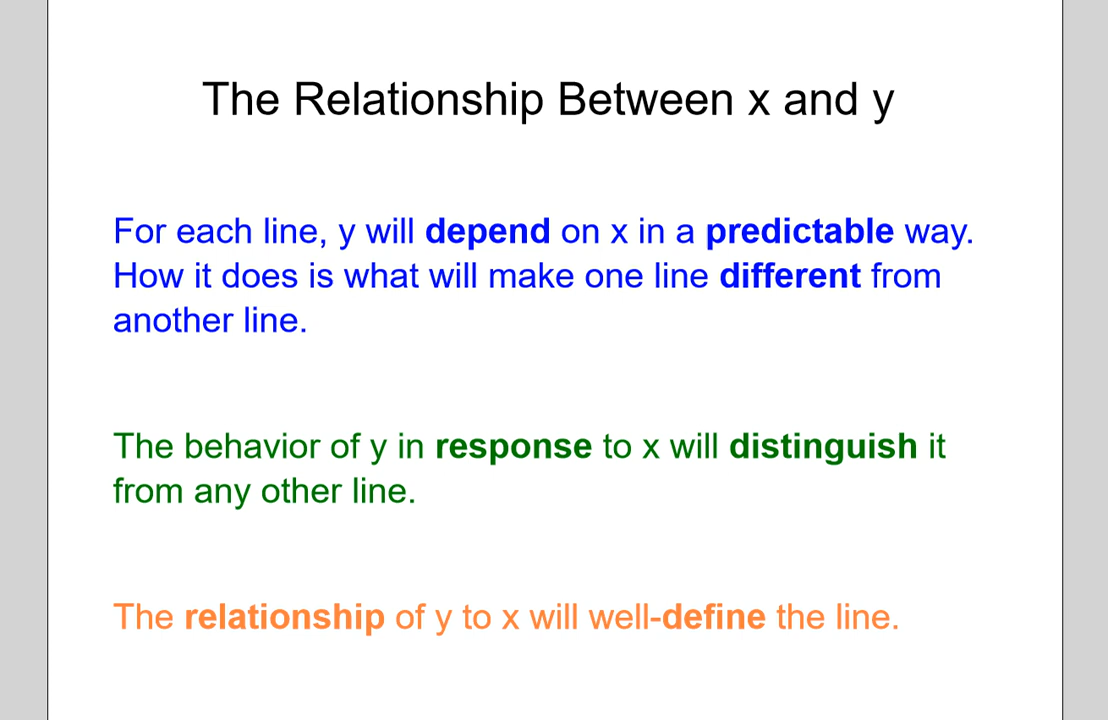 The Relationship Between x and y
For each line, y will depend on x in a predictable way.
How it does is what will make one line different from
another line.
The behavior of y in response to x will distinguish it
from any other line.
The relationship of y to x will well-define the line.